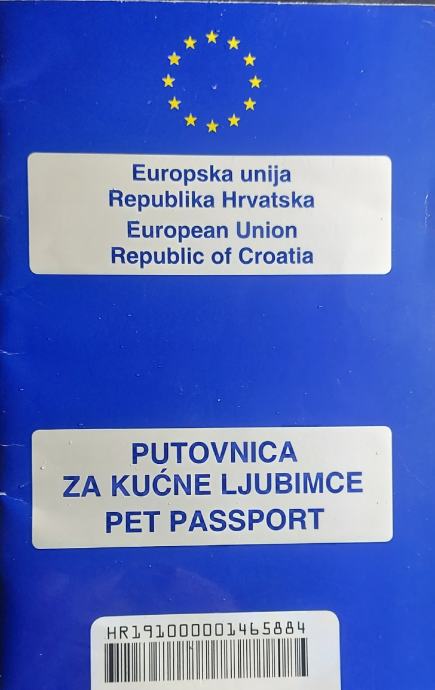 Europska unija
Republika Hrvatska
European Union
Republic of Croatia
PUTOVNICA
ZA KUĆNE LJUBIMCE
PET PASSPORT
HR191000001465884